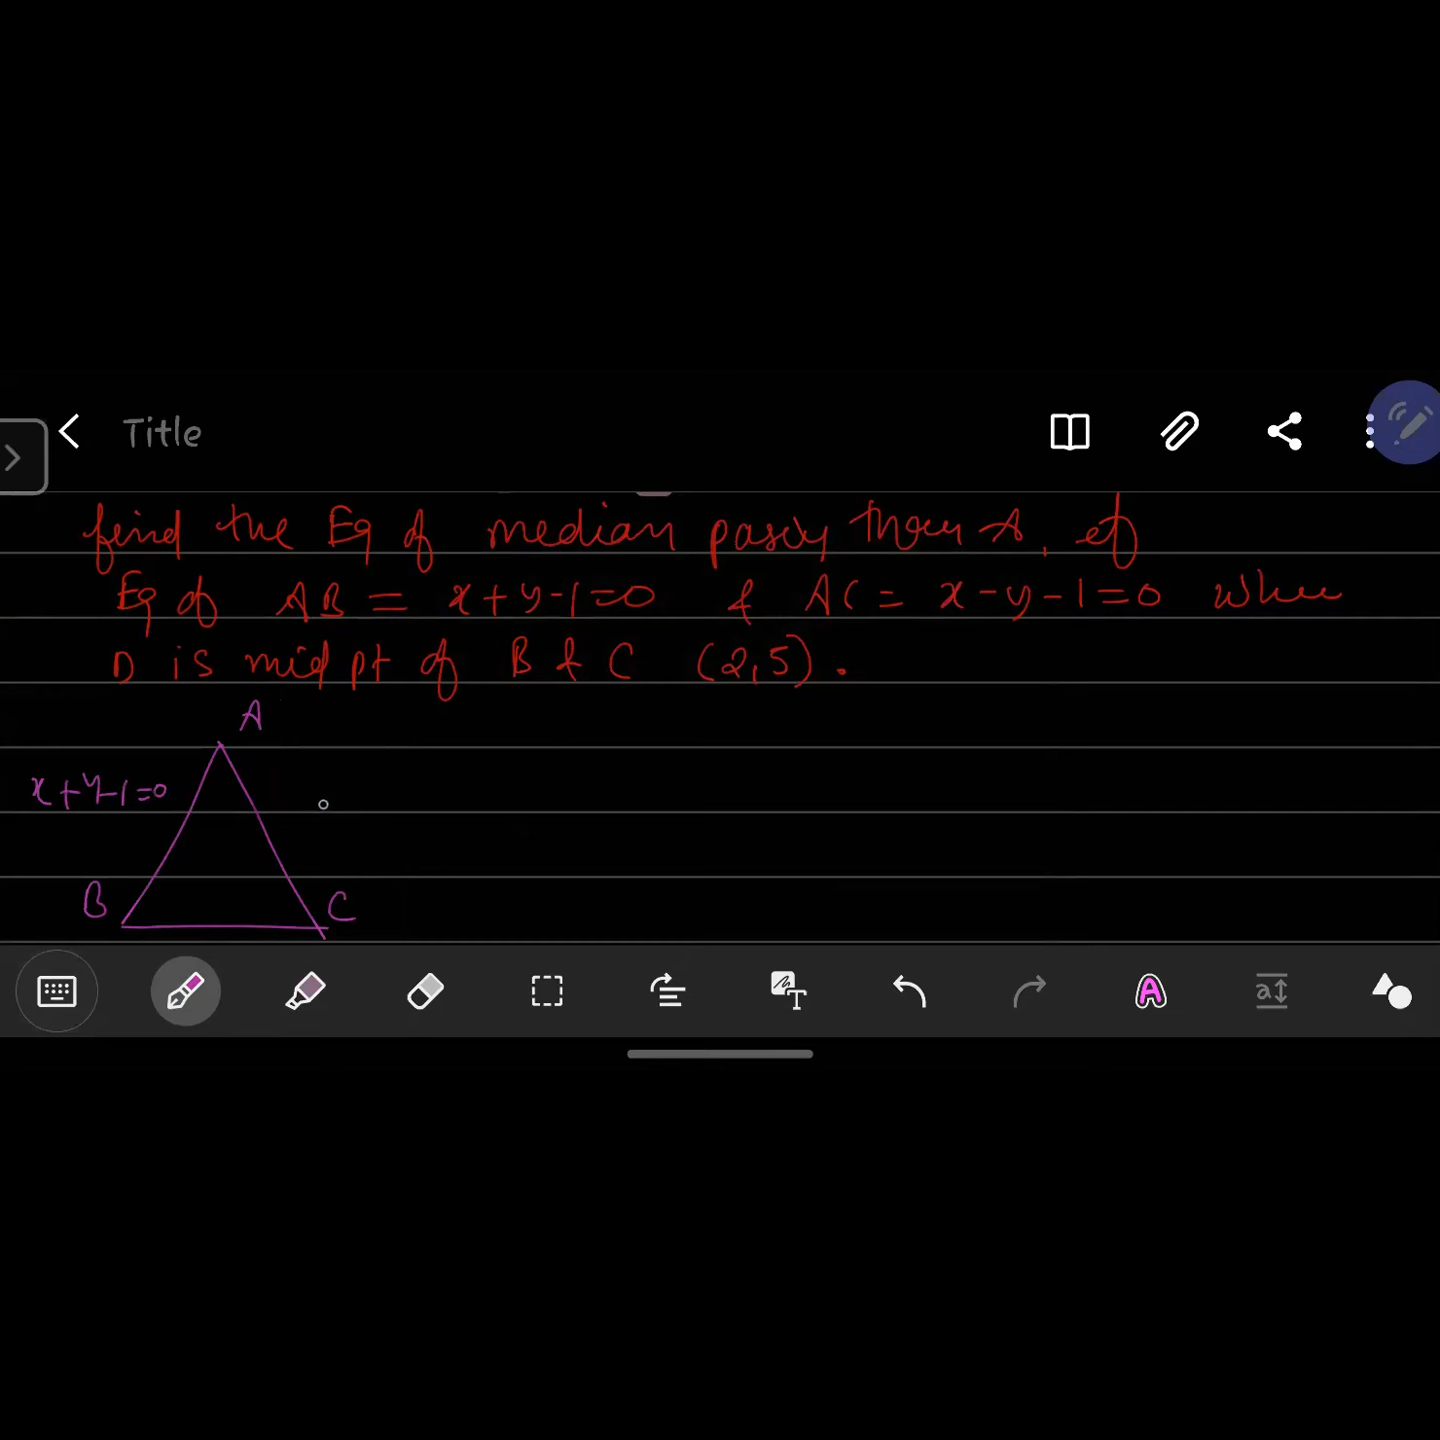 Title
find the Eq of median passing throu A, if
Eq of AB = x+y-1=0 & AC = x-y-1=0 where
D is mid pt of B & C (2,5).
A
x+y-1=0
B C
A a
T